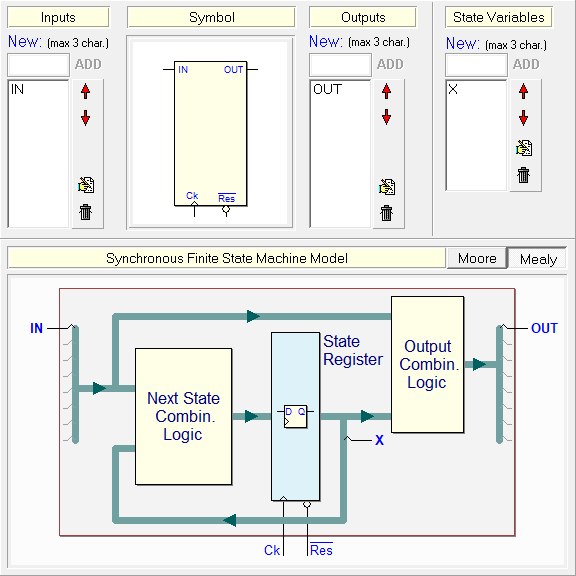 Inputs
Symbol
Outputs
State Variables
New: (max 3 char.)
New: (max 3 char.)
New: (max 3 char.)
ADD
ADD
ADD
IN
IN
OUT
Ck
Res
OUT
X
Synchronous Finite State Machine Model
Moore
Mealy
IN
Next State
Combin.
Logic
D Q
State
Register
X
Output
Combin.
Logic
OUT
Ck
Res